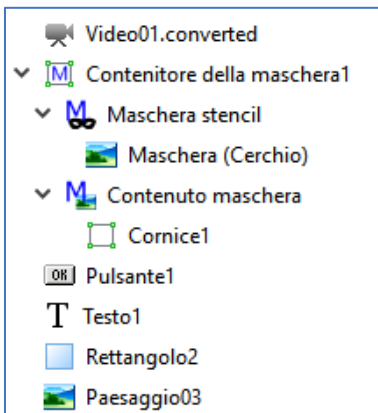 Video01.converted
M Contenitore della maschera1
M Maschera stencil
Maschera (Cerchio)
M Contenuto maschera
Cornice1
OK Pulsante1
T Testo1
Rettangolo2
Paesaggio03